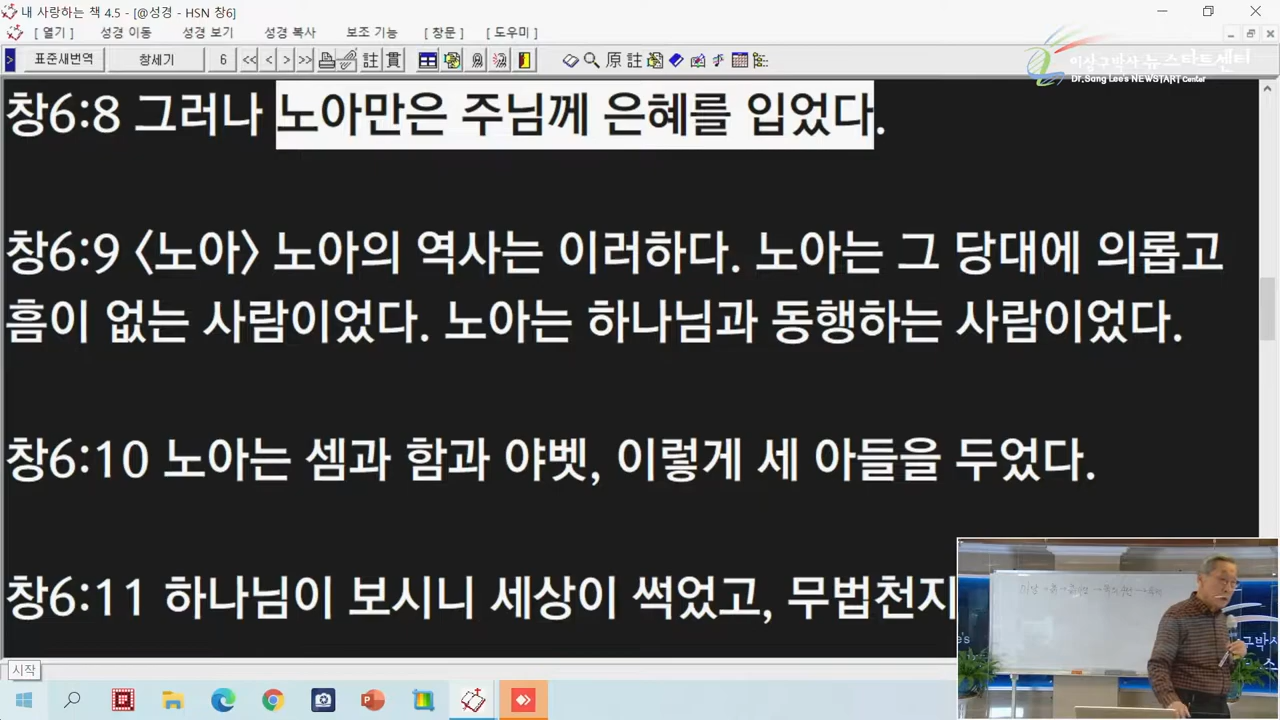 내 사랑하는 책 4.5 - [@성경 - HSN 창6]
[ 열기 ] 성경 이동 성경 보기 성경 복사 보조 기능 [ 창문 ] [ 도우미 ]
> 표준새번역 창세기 6 << < > >> 註 貫 原 註
이상구박사 뉴스타트센터
Dr.Sang Lee's NEWSTART Center
창6:8 그러나 노아만은 주님께 은혜를 입었다.
창6:9 〈노아〉 노아의 역사는 이러하다. 노아는 그 당대에 의롭고
흠이 없는 사람이었다. 노아는 하나님과 동행하는 사람이었다.
창6:10 노아는 셈과 함과 야벳, 이렇게 세 아들을 두었다.
창6:11 하나님이 보시니 세상이 썩었고, 무법천지
구박사
시작